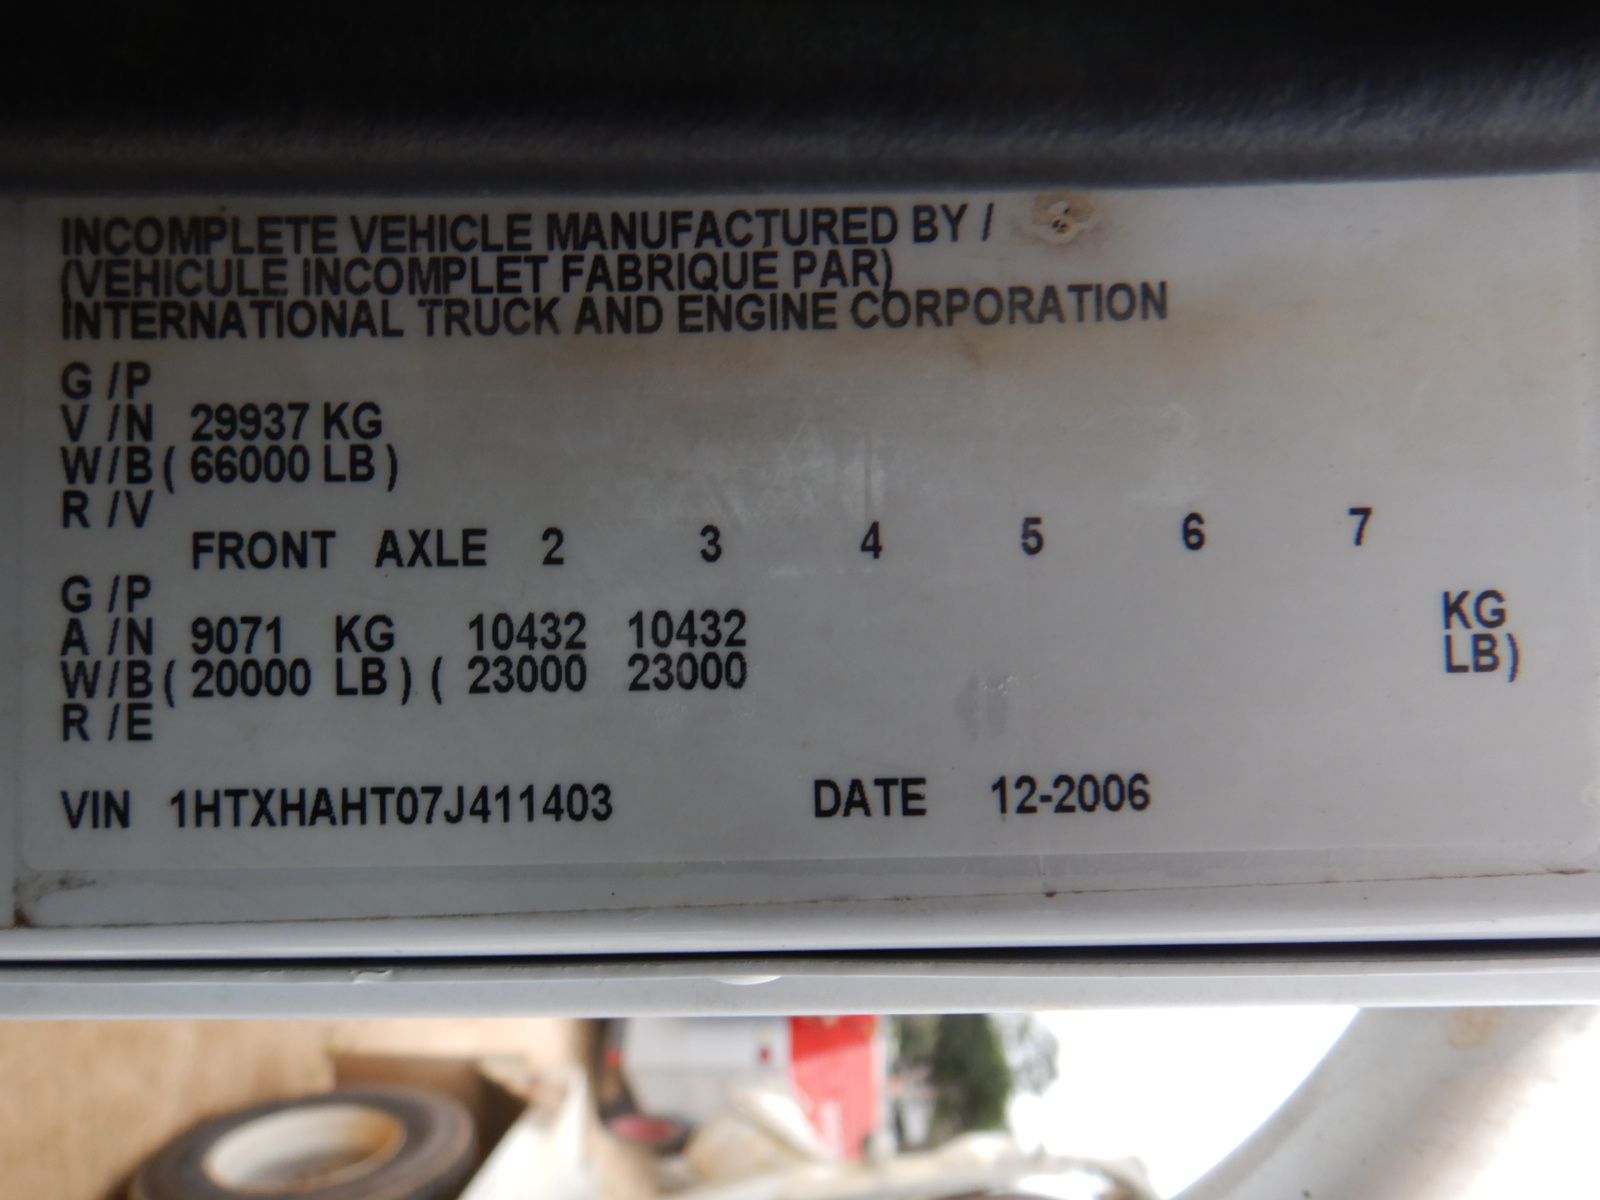 INCOMPLETE VEHICLE MANUFACTURED BY /
(VEHICULE INCOMPLET FABRIQUE PAR)
INTERNATIONAL TRUCK AND ENGINE CORPORATION
G /P
V /N 29937 KG
W/B ( 66000 LB )
R /V
FRONT AXLE 2 3 4 5 6 7
G /P
A /N 9071 KG 10432 10432 KG
W/B ( 20000 LB ) ( 23000 23000 LB )
R /E
VIN 1HTXHAHT07J411403 DATE 12-2006